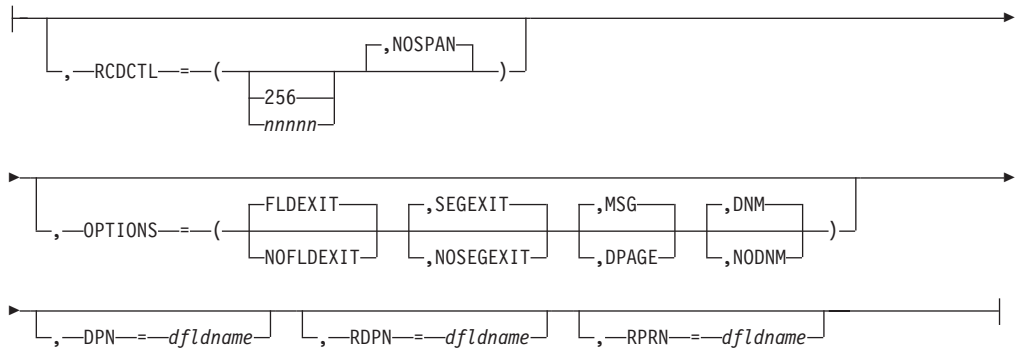 ,NOSPAN
, RCDCTL = ( )
256
nnnnn
FLDEXIT ,SEGEXIT ,MSG ,DNM
, OPTIONS = ( )
NOFLDEXIT ,NOSEGEXIT ,DPAGE ,NODNM
, DPN = dfldname , RDPN = dfldname , RPRN = dfldname